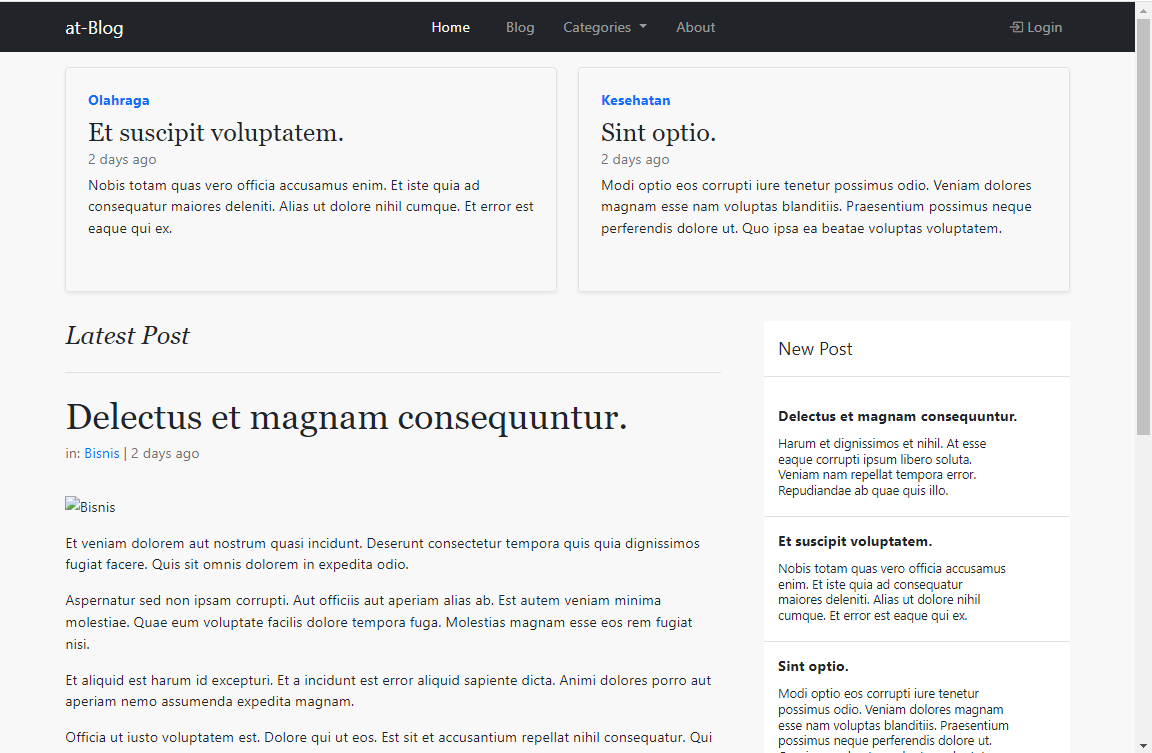 at-Blog
Home
Blog
Categories
About
Login
Olahraga
Et suscipit voluptatem.
2 days ago
Nobis totam quas vero officia accusamus enim. Et iste quia ad
consequatur maiores deleniti. Alias ut dolore nihil cumque. Et error est
eaque qui ex.
Kesehatan
Sint optio.
2 days ago
Modi optio eos corrupti iure tenetur possimus odio. Veniam dolores
magnam esse nam voluptas blanditiis. Praesentium possimus neque
perferendis dolore ut. Quo ipsa ea beatae voluptas voluptatem.
Latest Post
Delectus et magnam consequuntur.
in: Bisnis | 2 days ago
Bisnis
Et veniam dolorem aut nostrum quasi incidunt. Deserunt consectetur tempora quis quia dignissimos
fugiat facere. Quis sit omnis dolorem in expedita odio.
Aspernatur sed non ipsam corrupti. Aut officiis aut aperiam alias ab. Est autem veniam minima
molestiae. Quae eum voluptate facilis dolore tempora fuga. Molestias magnam esse eos rem fugiat
nisi.
Et aliquid est harum id excepturi. Et a incidunt est error aliquid sapiente dicta. Animi dolores porro aut
aperiam nemo assumenda expedita magnam.
Officia ut iusto voluptatem est. Dolore qui ut eos. Est sit et accusantium repellat nihil consequatur. Qui
New Post
Delectus et magnam consequuntur.
Harum et dignissimos et nihil. At esse
eaque corrupti ipsum libero soluta.
Veniam nam repellat tempora error.
Repudiandae ab quae quis illo.
Et suscipit voluptatem.
Nobis totam quas vero officia accusamus
enim. Et iste quia ad consequatur
maiores deleniti. Alias ut dolore nihil
cumque. Et error est eaque qui ex.
Sint optio.
Modi optio eos corrupti iure tenetur
possimus odio. Veniam dolores magnam
esse nam voluptas blanditiis. Praesentium
possimus neque perferendis dolore ut.